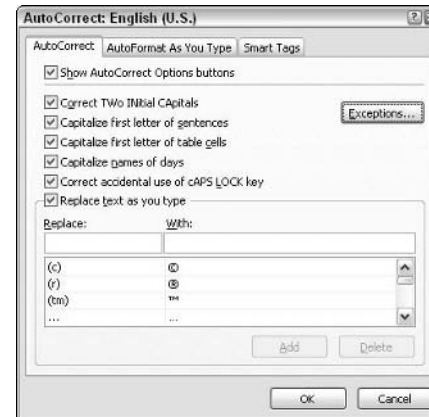 AutoCorrect: English (U.S.)
AutoCorrect AutoFormat As You Type Smart Tags
Show AutoCorrect Options buttons
Correct TWo INitial CApitals
Exceptions...
Capitalize first letter of sentences
Capitalize first letter of table cells
Capitalize names of days
Correct accidental use of cAPS LOCK key
Replace text as you type
Replace: With:
(c) ©
(r) ®
(tm) ™
... ...
Add Delete
OK Cancel